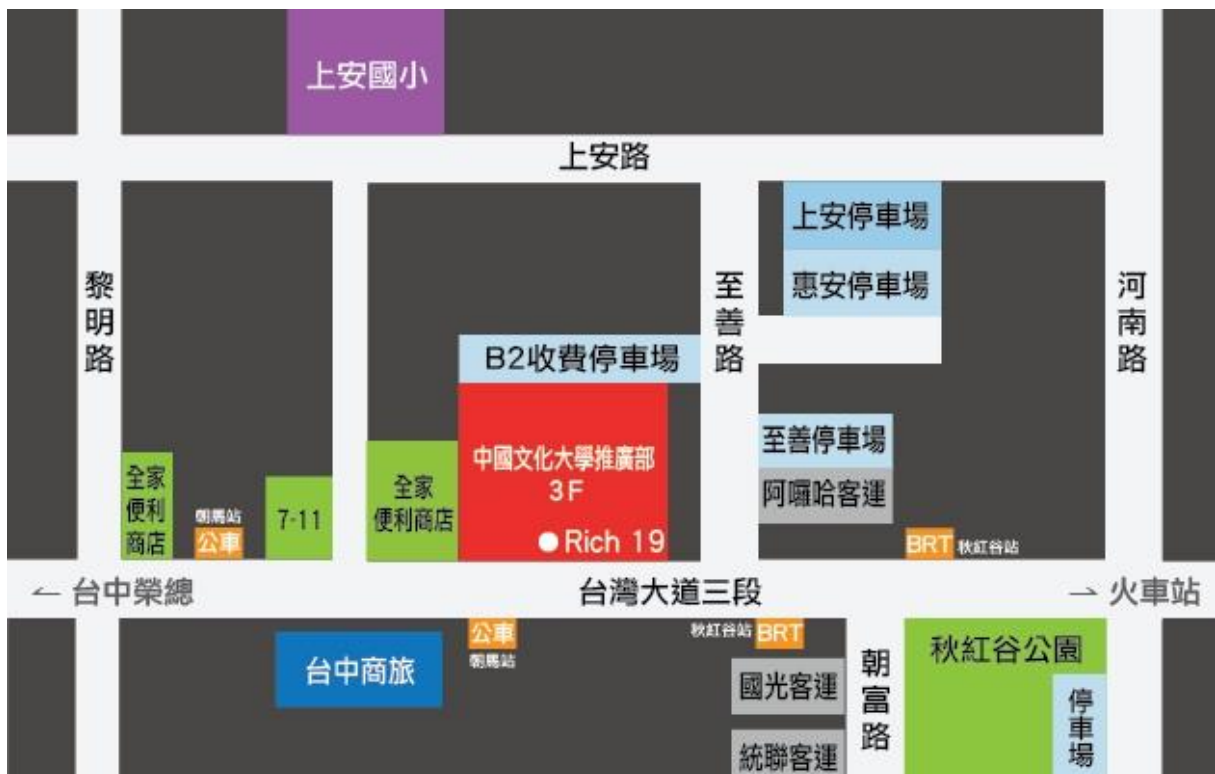 上安國小
上安路
上安停車場
惠安停車場
黎明路
至善路
河南路
B2收費停車場
中國文化大學推廣部
3F
Rich 19
至善停車場
阿囉哈客運
全家
便利
商店
朝馬站
公車
7-11
全家
便利商店
BRT 秋紅谷站
← 台中榮總
台灣大道三段
→ 火車站
台中商旅
公車
朝馬站
秋紅谷站 BRT
國光客運
統聯客運
朝富路
秋紅谷公園
停車場